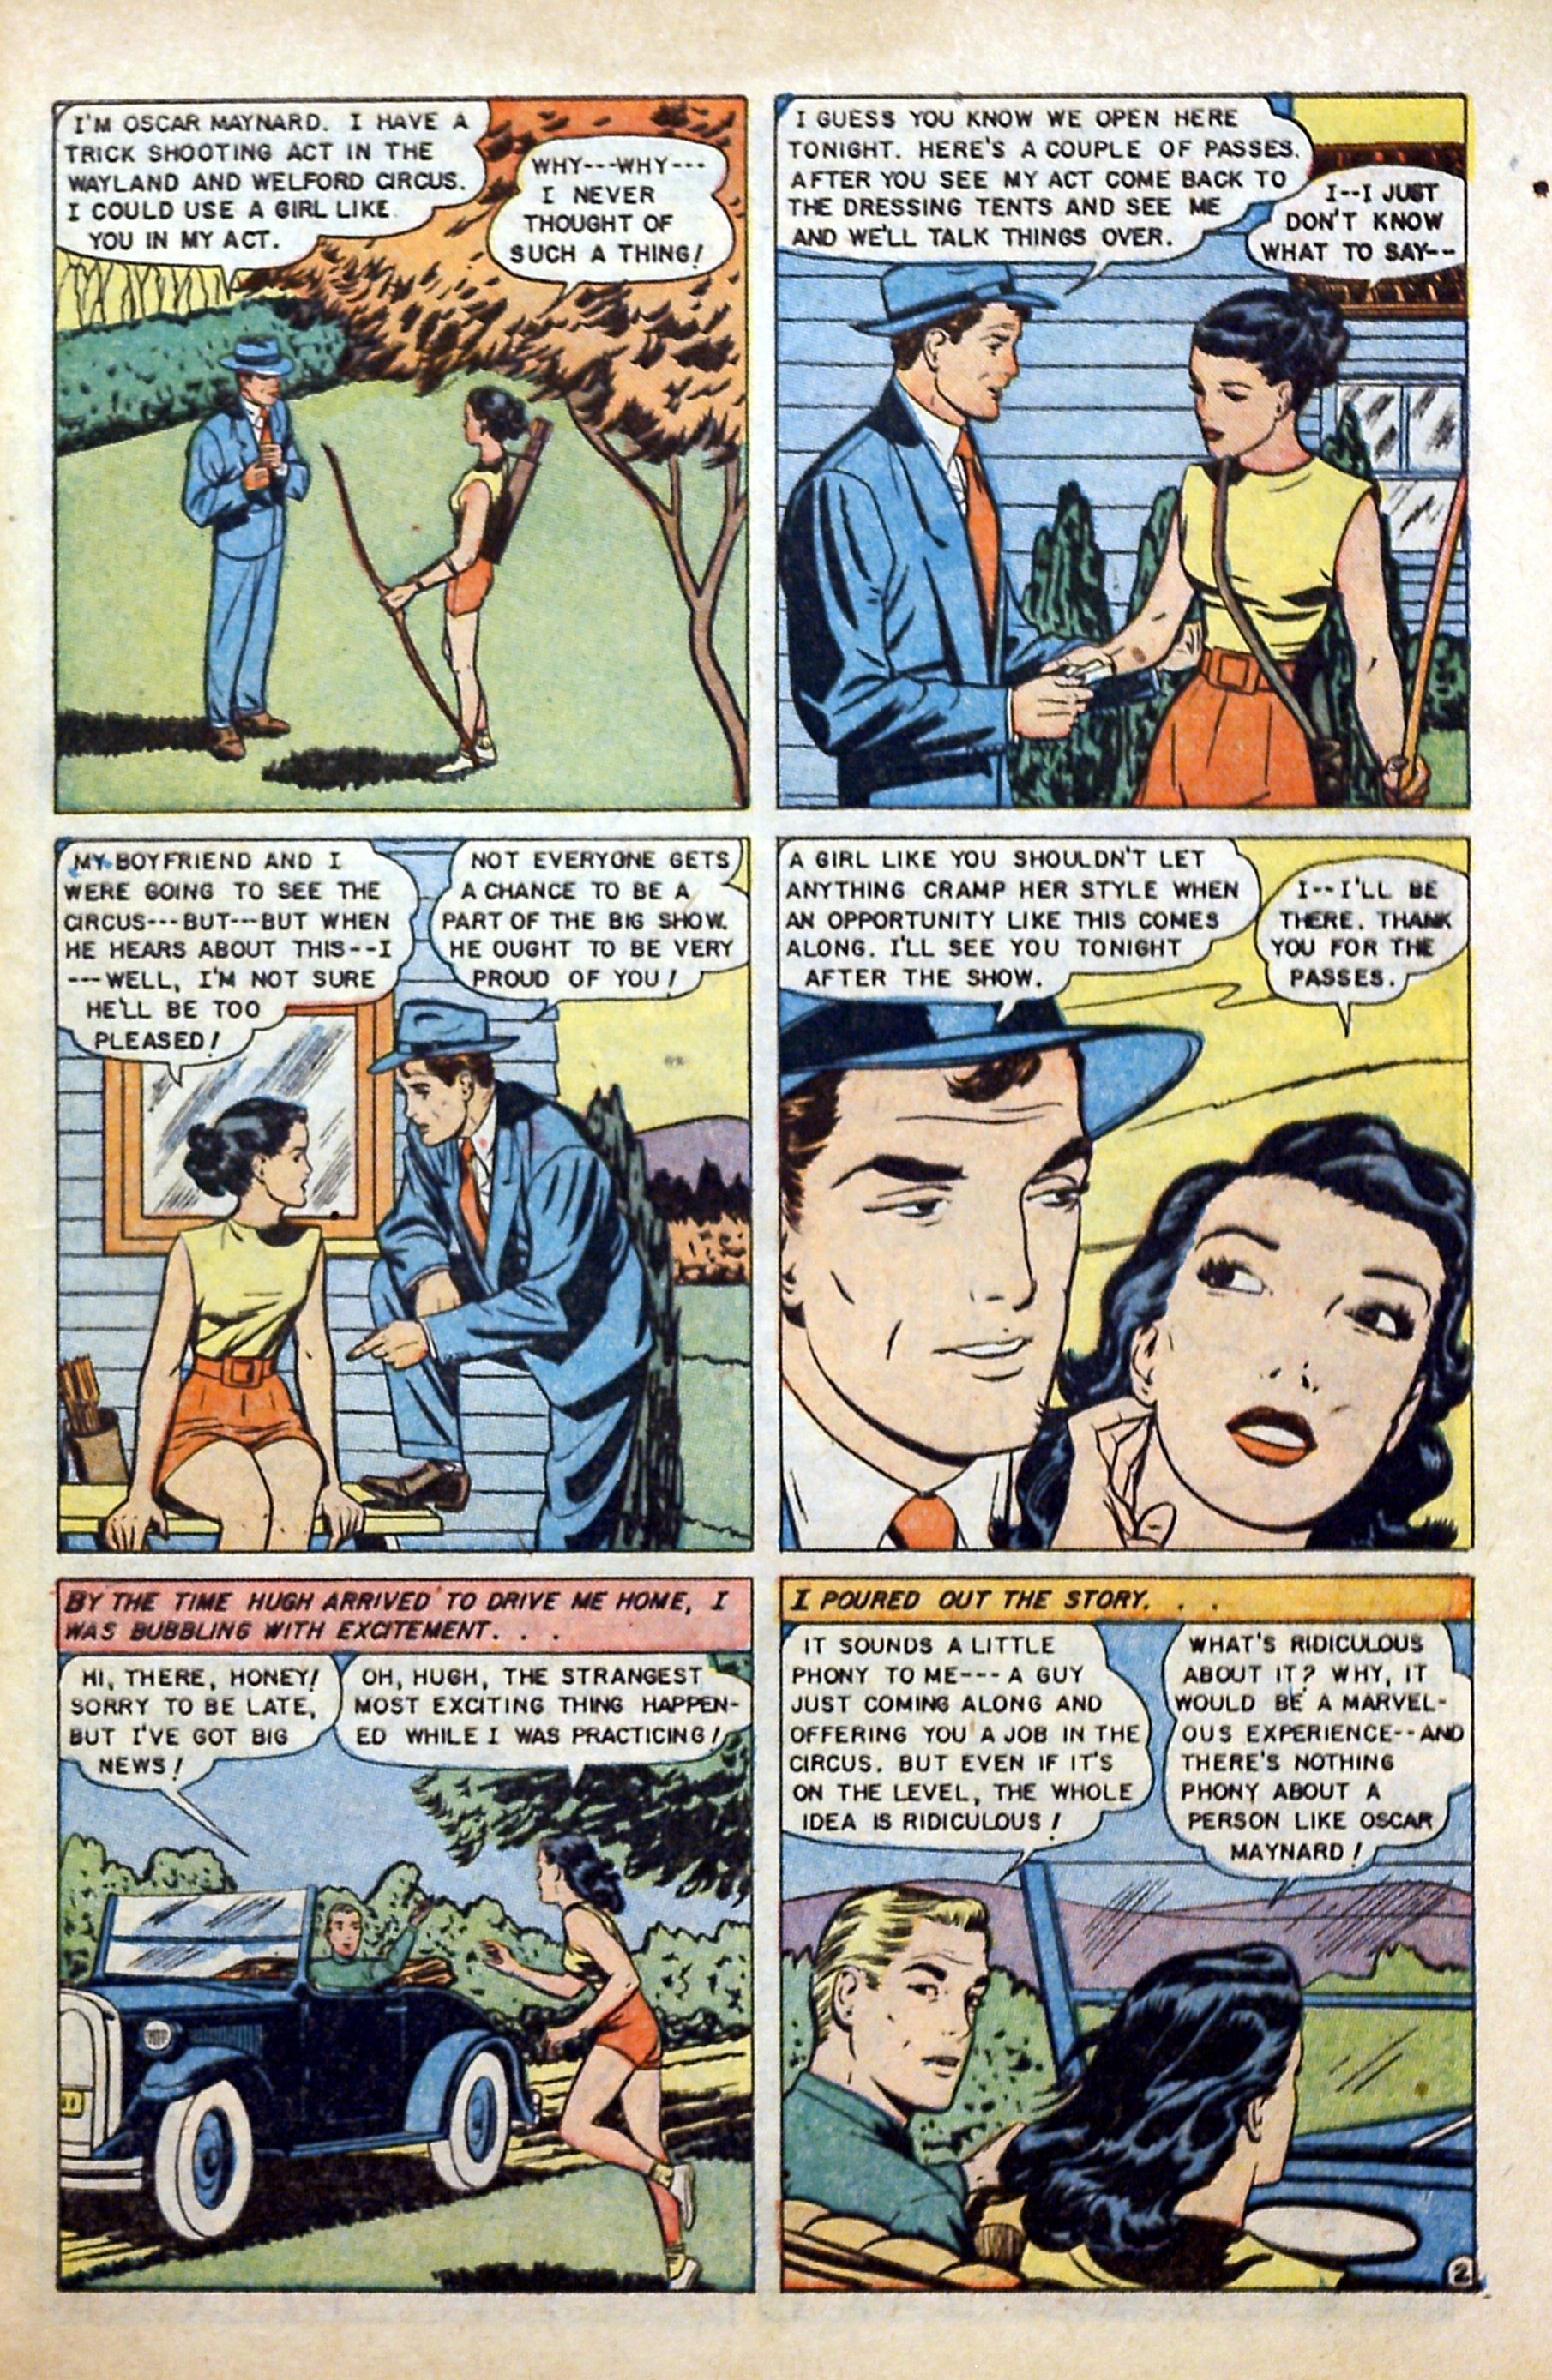 I'M OSCAR MAYNARD. I HAVE A
TRICK SHOOTING ACT IN THE
WAYLAND AND WELFORD CIRCUS.
I COULD USE A GIRL LIKE
YOU IN MY ACT.
WHY---WHY---
I NEVER
THOUGHT OF
SUCH A THING!
I GUESS YOU KNOW WE OPEN HERE
TONIGHT. HERE'S A COUPLE OF PASSES.
AFTER YOU SEE MY ACT COME BACK TO
THE DRESSING TENTS AND SEE ME
AND WE'LL TALK THINGS OVER.
I--I JUST
DON'T KNOW
WHAT TO SAY--
MY BOYFRIEND AND I
WERE GOING TO SEE THE
CIRCUS---BUT---BUT WHEN
HE HEARS ABOUT THIS--I
---WELL, I'M NOT SURE
HE'LL BE TOO
PLEASED!
NOT EVERYONE GETS
A CHANCE TO BE A
PART OF THE BIG SHOW.
HE OUGHT TO BE VERY
PROUD OF YOU!
A GIRL LIKE YOU SHOULDN'T LET
ANYTHING CRAMP HER STYLE WHEN
AN OPPORTUNITY LIKE THIS COMES
ALONG. I'LL SEE YOU TONIGHT
AFTER THE SHOW.
I--I'LL BE
THERE. THANK
YOU FOR THE
PASSES.
BY THE TIME HUGH ARRIVED TO DRIVE ME HOME, I
WAS BUBBLING WITH EXCITEMENT. . .
HI, THERE, HONEY!
SORRY TO BE LATE,
BUT I'VE GOT BIG
NEWS!
OH, HUGH, THE STRANGEST
MOST EXCITING THING HAPPEN-
ED WHILE I WAS PRACTICING!
I POURED OUT THE STORY. . .
IT SOUNDS A LITTLE
PHONY TO ME--- A GUY
JUST COMING ALONG AND
OFFERING YOU A JOB IN THE
CIRCUS. BUT EVEN IF IT'S
ON THE LEVEL, THE WHOLE
IDEA IS RIDICULOUS!
WHAT'S RIDICULOUS
ABOUT IT? WHY, IT
WOULD BE A MARVEL-
OUS EXPERIENCE--AND
THERE'S NOTHING
PHONY ABOUT A
PERSON LIKE OSCAR
MAYNARD!
2